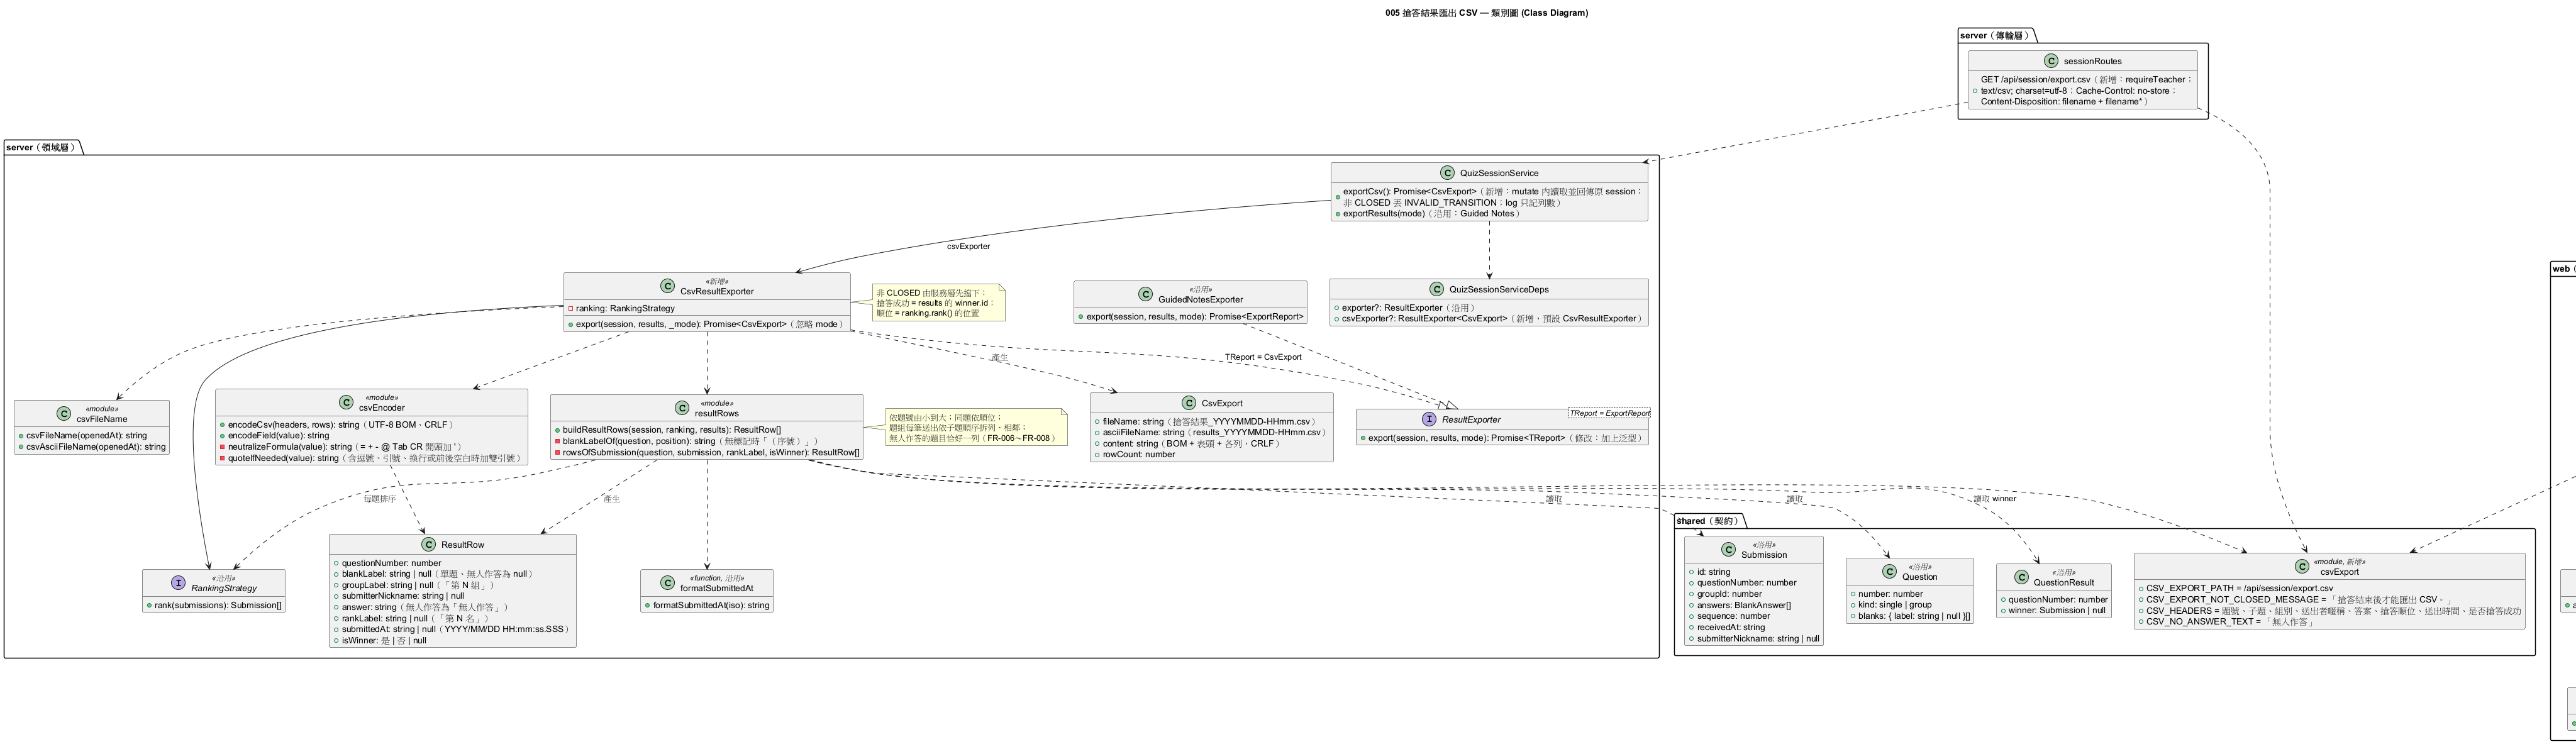 005 搶答結果匯出 CSV — 類別圖 (Class Diagram)
server（傳輸層）
C sessionRoutes
GET /api/session/export.csv（新增：requireTeacher；
text/csv; charset=utf-8；Cache-Control: no-store；
Content-Disposition: filename + filename*）
server（領域層）
C QuizSessionService
exportCsv(): Promise<CsvExport>（新增：mutate 內讀取並回傳原 session；
非 CLOSED 丟 INVALID_TRANSITION；log 只記列數）
exportResults(mode)（沿用：Guided Notes）
csvExporter
«新增»
C CsvResultExporter
ranking: RankingStrategy
export(session, results, _mode): Promise<CsvExport>（忽略 mode）
非 CLOSED 由服務層先擋下；
搶答成功 = results 的 winner.id；
順位 = ranking.rank() 的位置
«沿用»
C GuidedNotesExporter
export(session, results, mode): Promise<ExportReport>
C QuizSessionServiceDeps
exporter?: ResultExporter（沿用）
csvExporter?: ResultExporter<CsvExport>（新增，預設 CsvResultExporter）
產生
TReport = CsvExport
«module»
C csvFileName
csvFileName(openedAt): string
csvAsciiFileName(openedAt): string
«module»
C csvEncoder
encodeCsv(headers, rows): string（UTF-8 BOM、CRLF）
encodeField(value): string
neutralizeFormula(value): string（= + - @ Tab CR 開頭加 '）
quoteIfNeeded(value): string（含逗號、引號、換行或前後空白時加雙引號）
«module»
C resultRows
buildResultRows(session, ranking, results): ResultRow[]
blankLabelOf(question, position): string（無標記時「（序號）」）
rowsOfSubmission(question, submission, rankLabel, isWinner): ResultRow[]
依題號由小到大；同題依順位；
題組每筆送出依子題順序拆列、相鄰；
無人作答的題目恰好一列（FR-006～FR-008）
C CsvExport
fileName: string（搶答結果_YYYYMMDD-HHmm.csv）
asciiFileName: string（results_YYYYMMDD-HHmm.csv）
content: string（BOM + 表頭 + 各列，CRLF）
rowCount: number
TReport = ExportReport
I ResultExporter
export(session, results, mode): Promise<TReport>（修改：加上泛型）
每題排序
產生
讀取
讀取
讀取 winner
«沿用»
I RankingStrategy
rank(submissions): Submission[]
C ResultRow
questionNumber: number
blankLabel: string | null（單題、無人作答為 null）
groupLabel: string | null（「第 N 組」）
submitterNickname: string | null
answer: string（無人作答為「無人作答」）
rankLabel: string | null（「第 N 名」）
submittedAt: string | null（YYYY/MM/DD HH:mm:ss.SSS）
isWinner: 是 | 否 | null
«function, 沿用»
C formatSubmittedAt
formatSubmittedAt(iso): string
shared（契約）
«沿用»
C Submission
id: string
questionNumber: number
groupId: number
answers: BlankAnswer[]
sequence: number
receivedAt: string
submitterNickname: string | null
«沿用»
C Question
number: number
kind: single | group
blanks: { label: string | null }[]
«沿用»
C QuestionResult
questionNumber: number
winner: Submission | null
«module, 新增»
C csvExport
CSV_EXPORT_PATH = /api/session/export.csv
CSV_EXPORT_NOT_CLOSED_MESSAGE = 「搶答結束後才能匯出 CSV。」
CSV_HEADERS = 題號、子題、組別、送出者暱稱、答案、搶答順位、送出時間、是否搶答成功
CSV_NO_ANSWER_TEXT = 「無人作答」
web